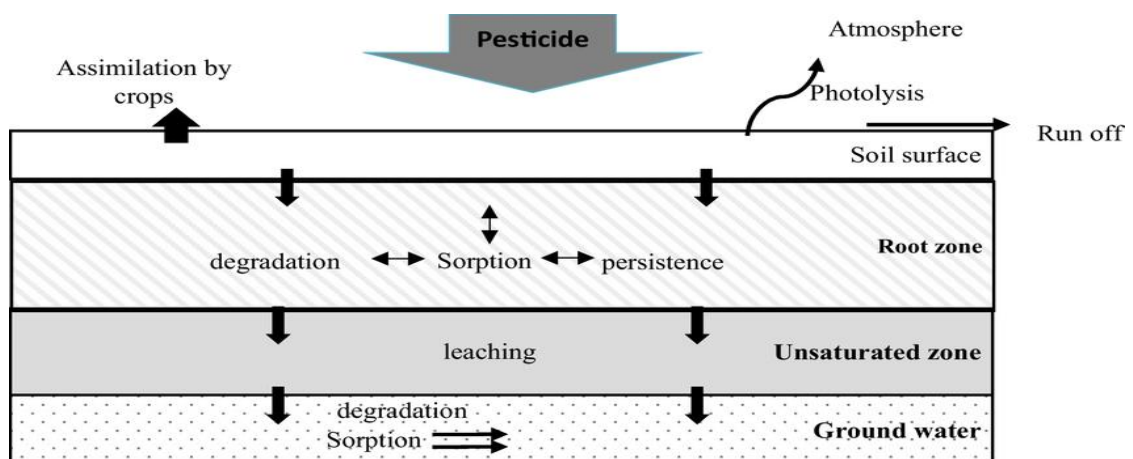 Pesticide
Atmosphere
Assimilation by
crops
Photolysis
Run off
Soil surface
Root zone
degradation
Sorption
persistence
leaching
Unsaturated zone
degradation
Sorption
Ground water